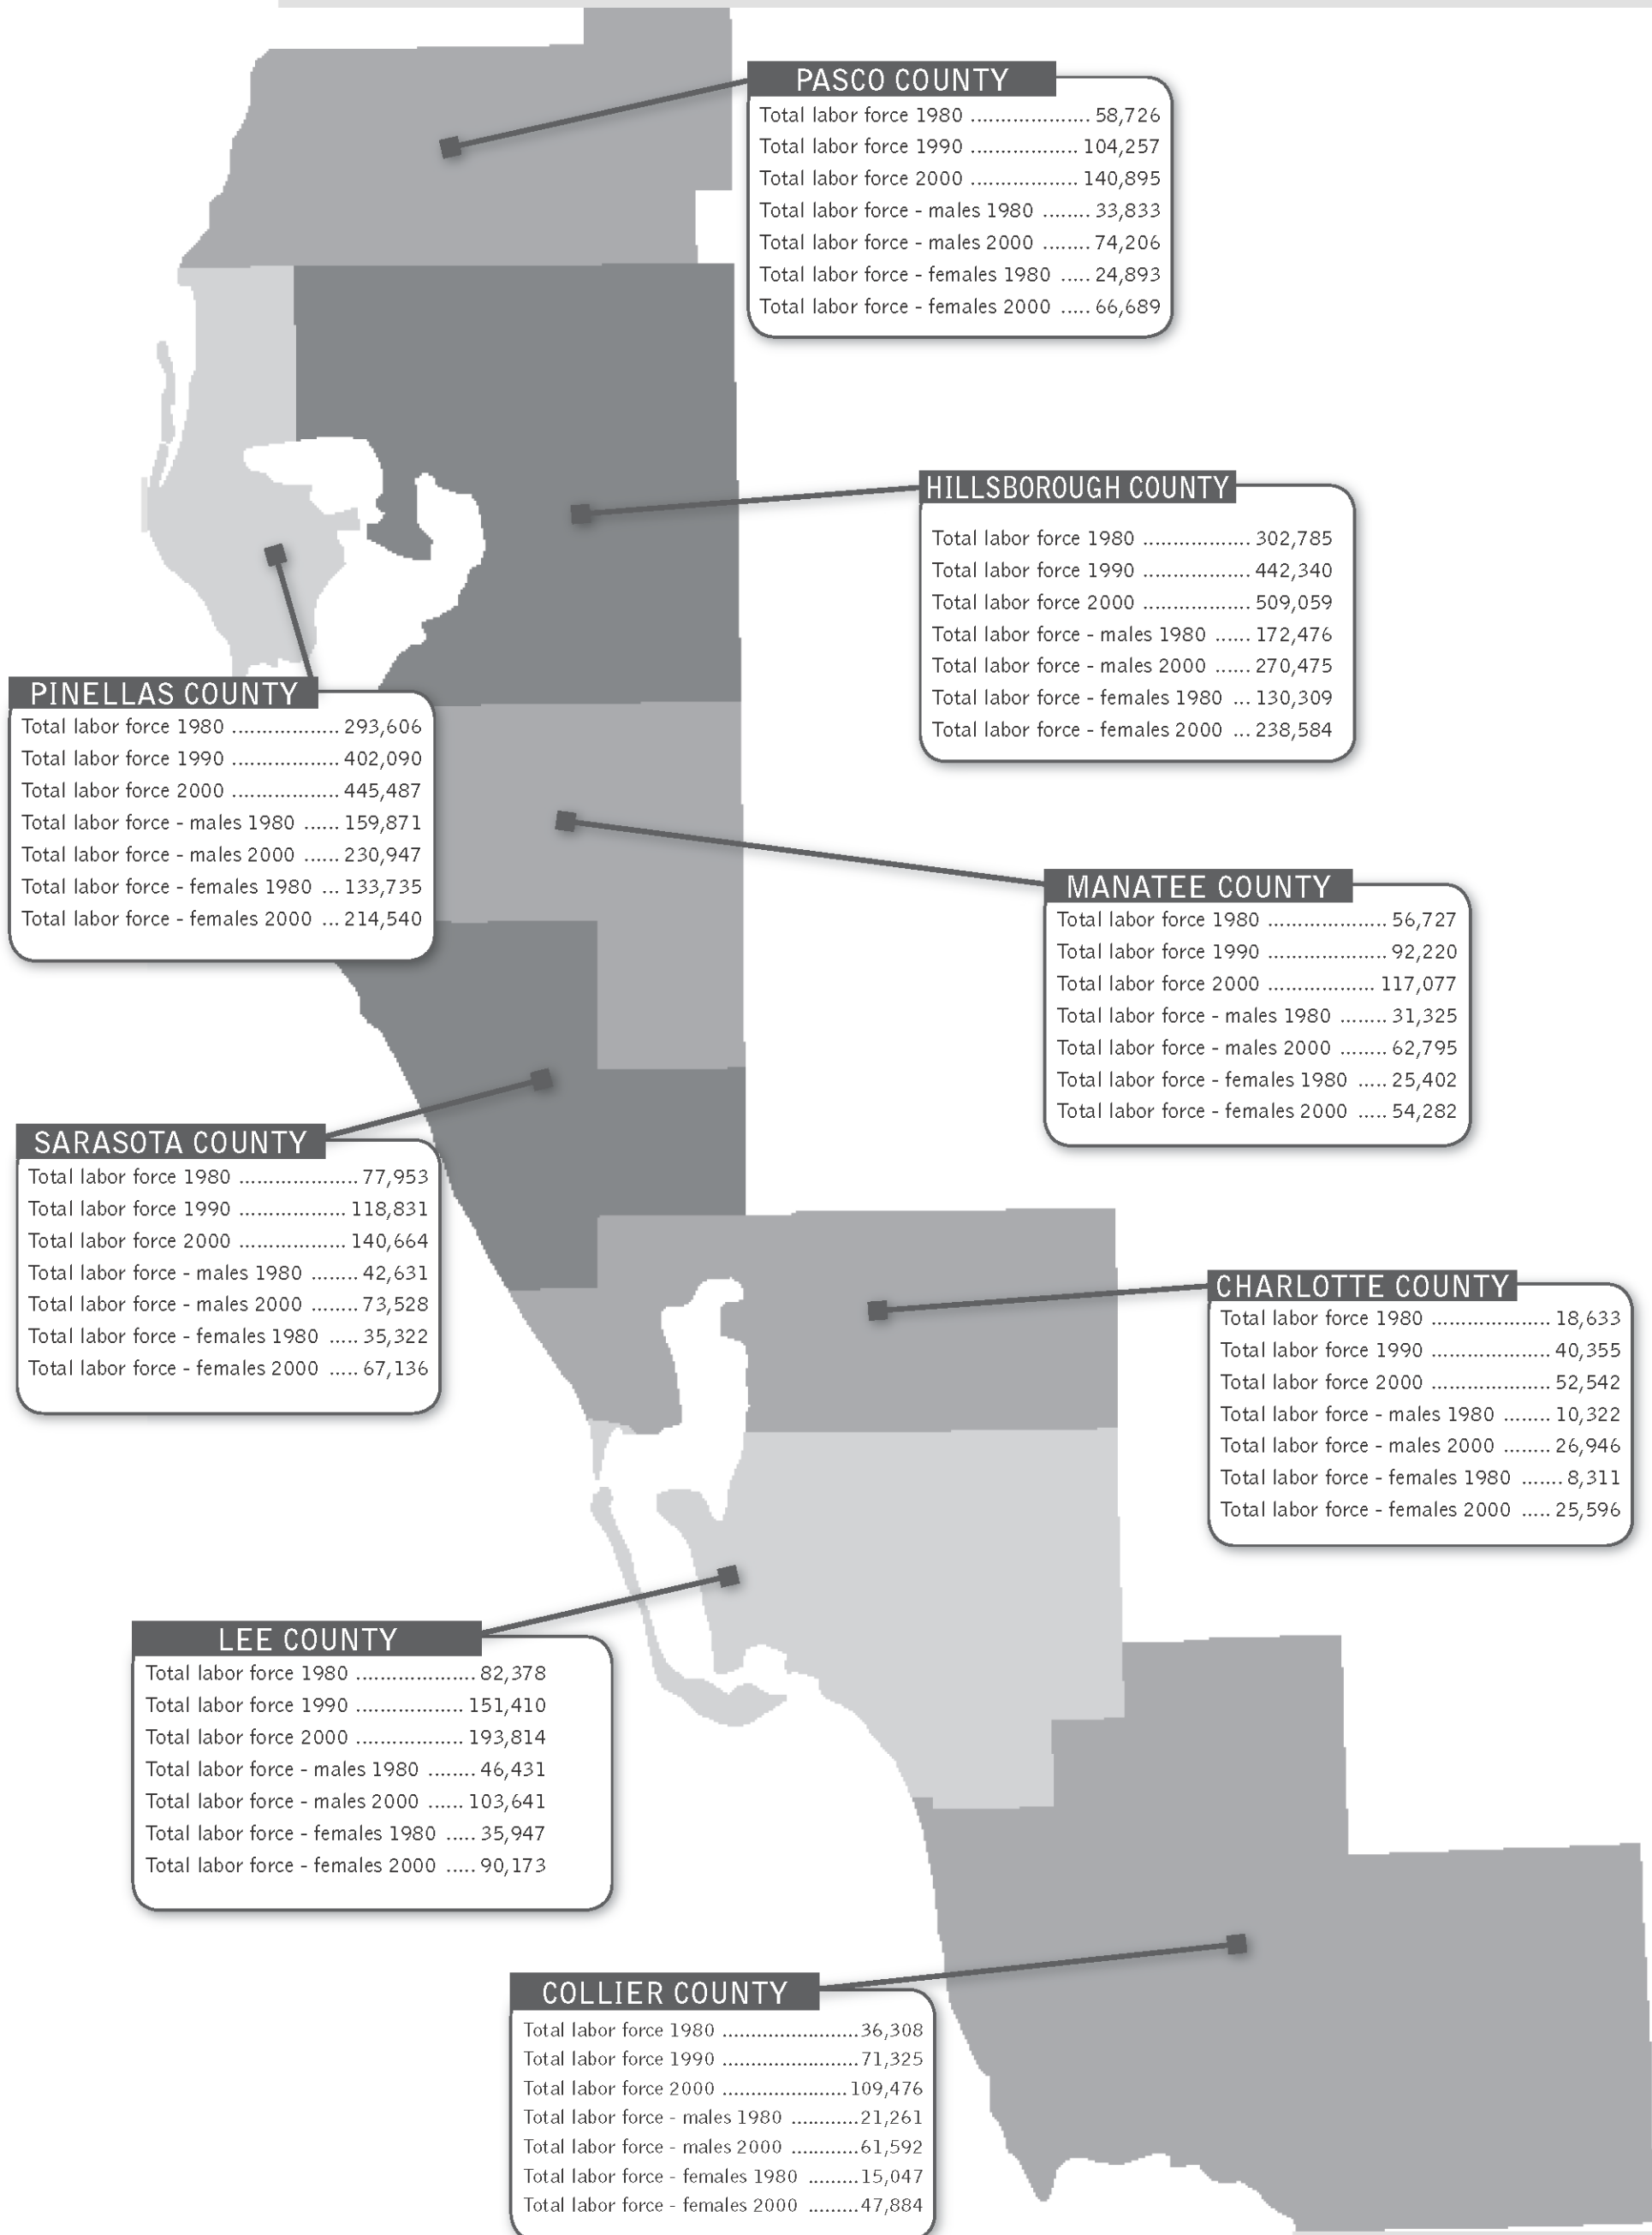 PASCO COUNTY
Total labor force 1980 ................... 58,726
Total labor force 1990 .................. 104,257
Total labor force 2000 .................. 140,895
Total labor force - males 1980 ........ 33,833
Total labor force - males 2000 ........ 74,206
Total labor force - females 1980 ..... 24,893
Total labor force - females 2000 ..... 66,689
HILLSBOROUGH COUNTY
Total labor force 1980 .................. 302,785
Total labor force 1990 .................. 442,340
Total labor force 2000 .................. 509,059
Total labor force - males 1980 ...... 172,476
Total labor force - males 2000 ...... 270,475
Total labor force - females 1980 ... 130,309
Total labor force - females 2000 ... 238,584
PINELLAS COUNTY
Total labor force 1980 .................. 293,606
Total labor force 1990 .................. 402,090
Total labor force 2000 .................. 445,487
Total labor force - males 1980 ...... 159,871
Total labor force - males 2000 ...... 230,947
Total labor force - females 1980 ... 133,735
Total labor force - females 2000 ... 214,540
MANATEE COUNTY
Total labor force 1980 .................... 56,727
Total labor force 1990 .................... 92,220
Total labor force 2000 .................. 117,077
Total labor force - males 1980 ........ 31,325
Total labor force - males 2000 ........ 62,795
Total labor force - females 1980 ..... 25,402
Total labor force - females 2000 ..... 54,282
SARASOTA COUNTY
Total labor force 1980 .................... 77,953
Total labor force 1990 .................. 118,831
Total labor force 2000 .................. 140,664
Total labor force - males 1980 ........ 42,631
Total labor force - males 2000 ........ 73,528
Total labor force - females 1980 ..... 35,322
Total labor force - females 2000 ..... 67,136
CHARLOTTE COUNTY
Total labor force 1980 .................... 18,633
Total labor force 1990 .................... 40,355
Total labor force 2000 .................... 52,542
Total labor force - males 1980 ........ 10,322
Total labor force - males 2000 ........ 26,946
Total labor force - females 1980 ....... 8,311
Total labor force - females 2000 ..... 25,596
LEE COUNTY
Total labor force 1980 .................... 82,378
Total labor force 1990 .................. 151,410
Total labor force 2000 .................. 193,814
Total labor force - males 1980 ........ 46,431
Total labor force - males 2000 ...... 103,641
Total labor force - females 1980 ..... 35,947
Total labor force - females 2000 ..... 90,173
COLLIER COUNTY
Total labor force 1980 ........................36,308
Total labor force 1990 ........................71,325
Total labor force 2000 ......................109,476
Total labor force - males 1980 ............21,261
Total labor force - males 2000 ............61,592
Total labor force - females 1980 .........15,047
Total labor force - females 2000 .........47,884